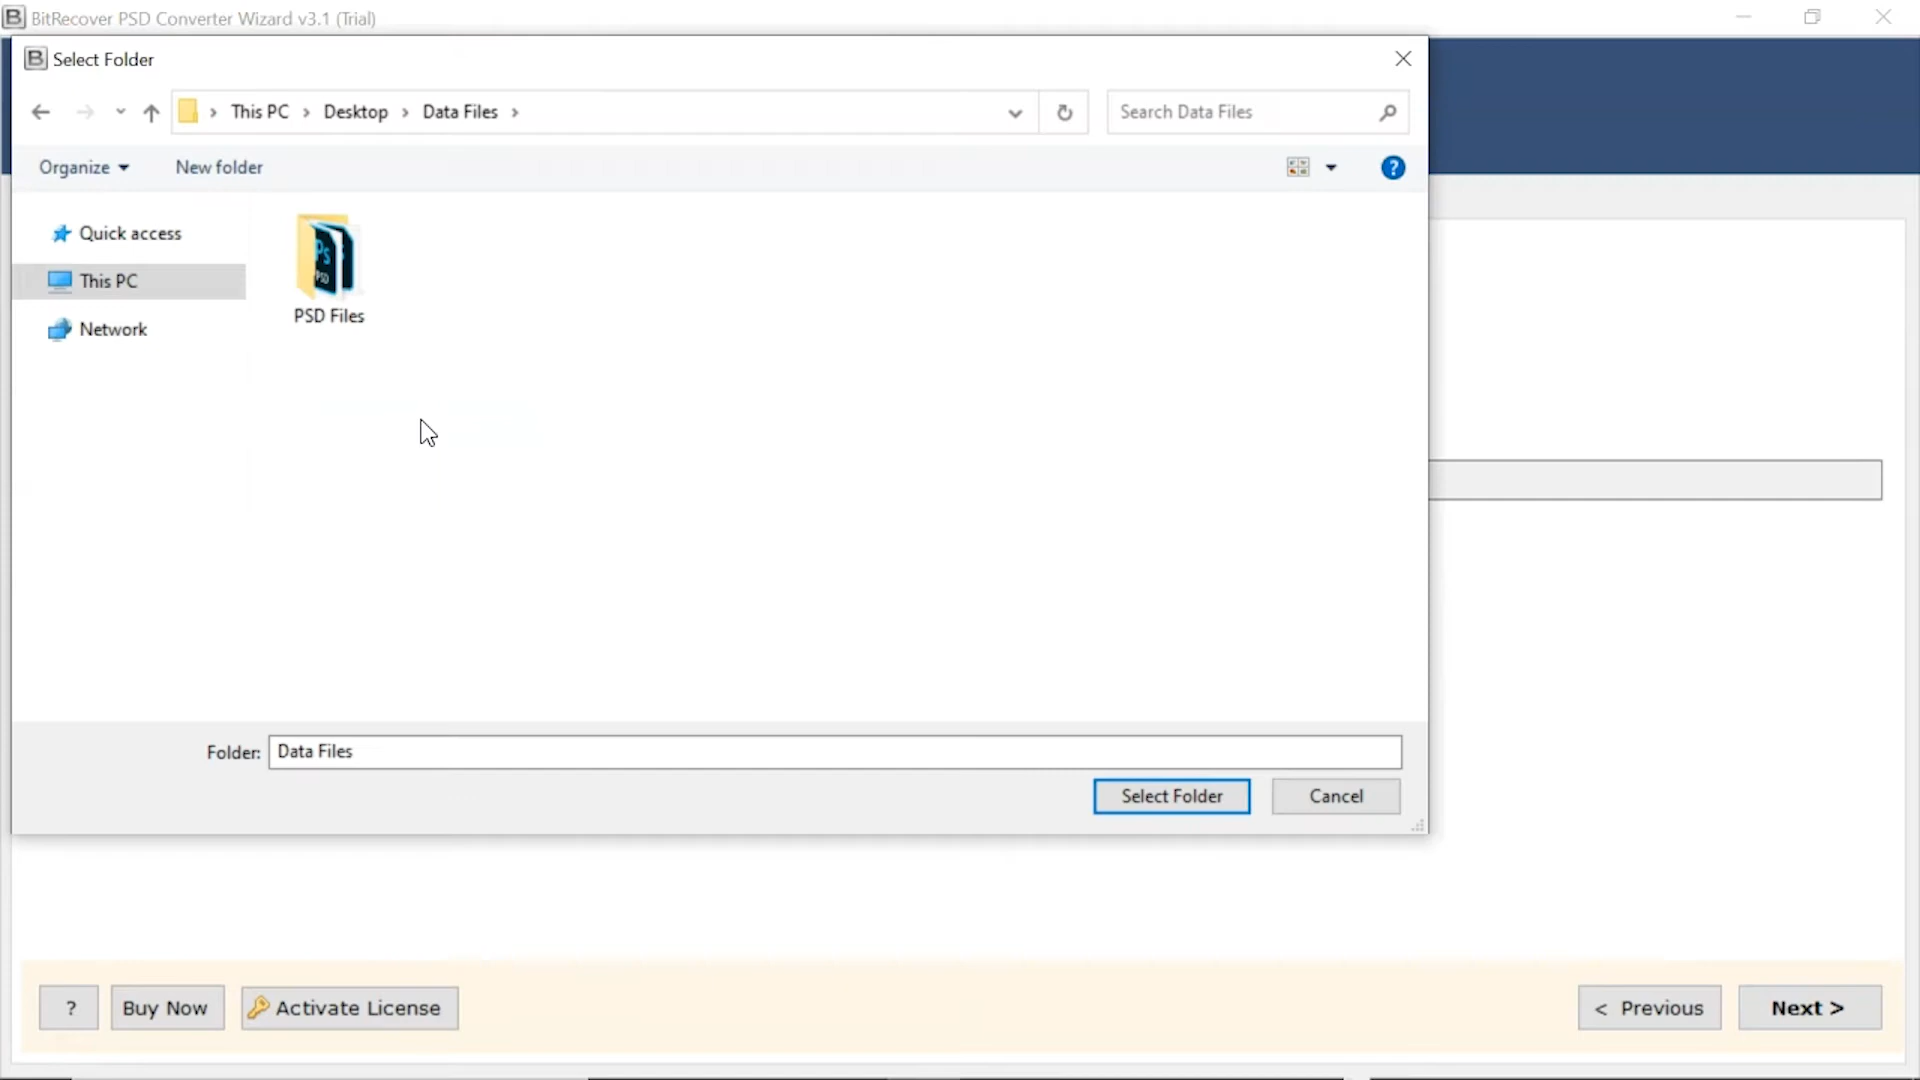 BitRecover PSD Converter Wizard v3.1 (Trial)
Select Folder
This PC > Desktop > Data Files >
Search Data Files
Organize
New folder
Quick access
This PC
Network
Ps
PSD
PSD Files
Folder:
Data Files
Select Folder
Cancel
?
Buy Now
Activate License
< Previous
Next >